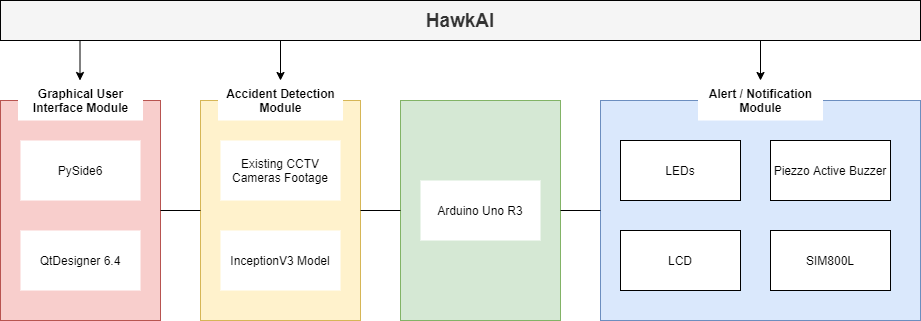 HawkAI
Graphical User
Interface Module
Accident Detection
Module
Alert / Notification
Module
PySide6
Existing CCTV
Cameras Footage
LEDs
Piezzo Active Buzzer
Arduino Uno R3
QtDesigner 6.4
InceptionV3 Model
LCD
SIM800L